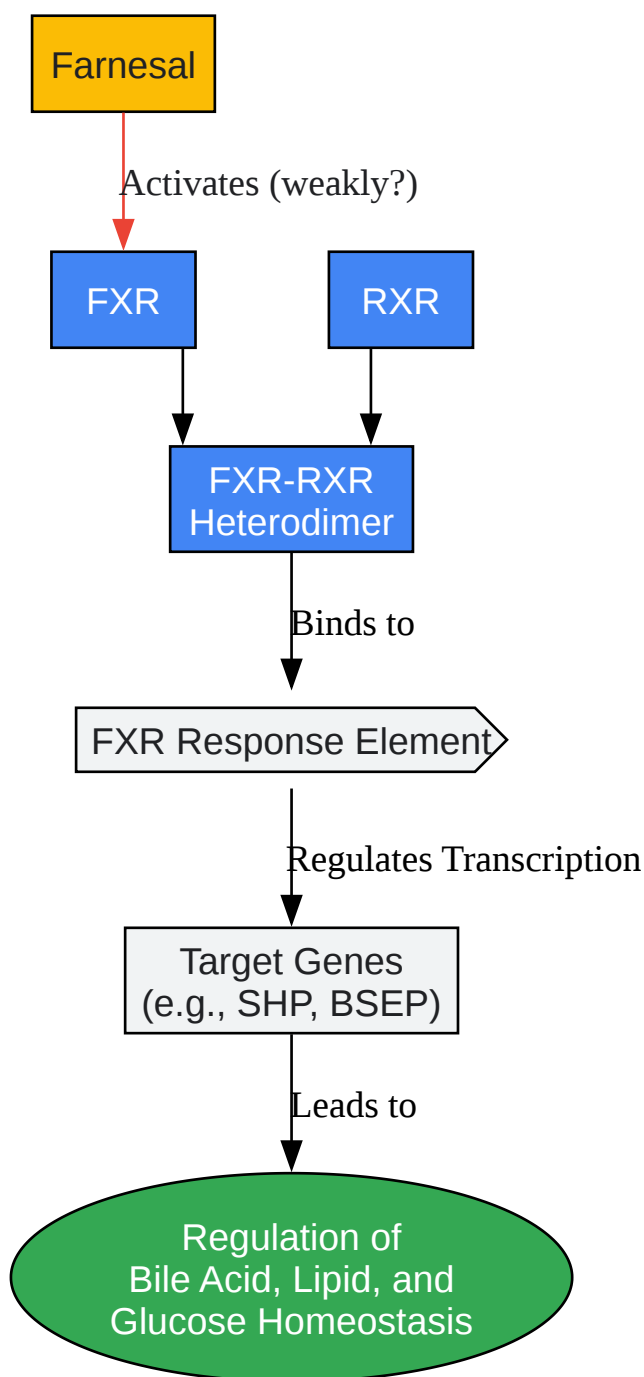 Farnesal
Activates (weakly?)
FXR
RXR
FXR-RXR
Heterodimer
Binds to
FXR Response Element
Regulates Transcription
Target Genes
(e.g., SHP, BSEP)
Leads to
Regulation of
Bile Acid, Lipid, and
Glucose Homeostasis